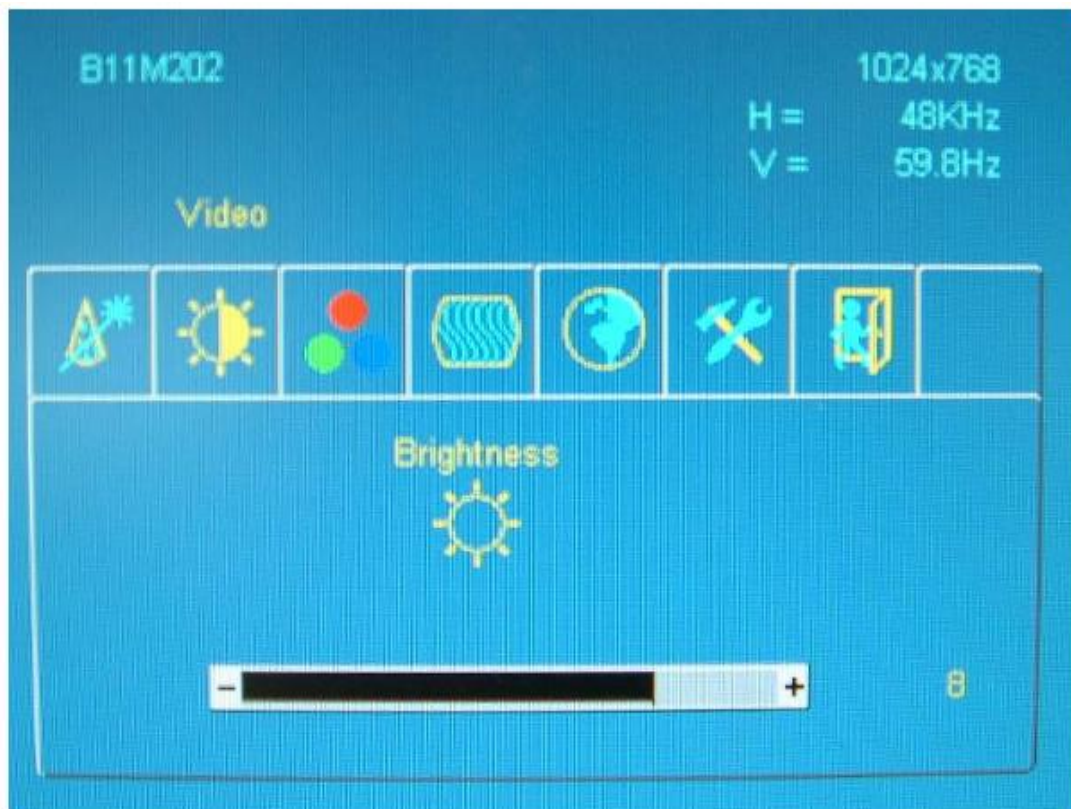 B11M202
1024x768
H = 48KHz
V = 59.8Hz
Video
Brightness
- + 8